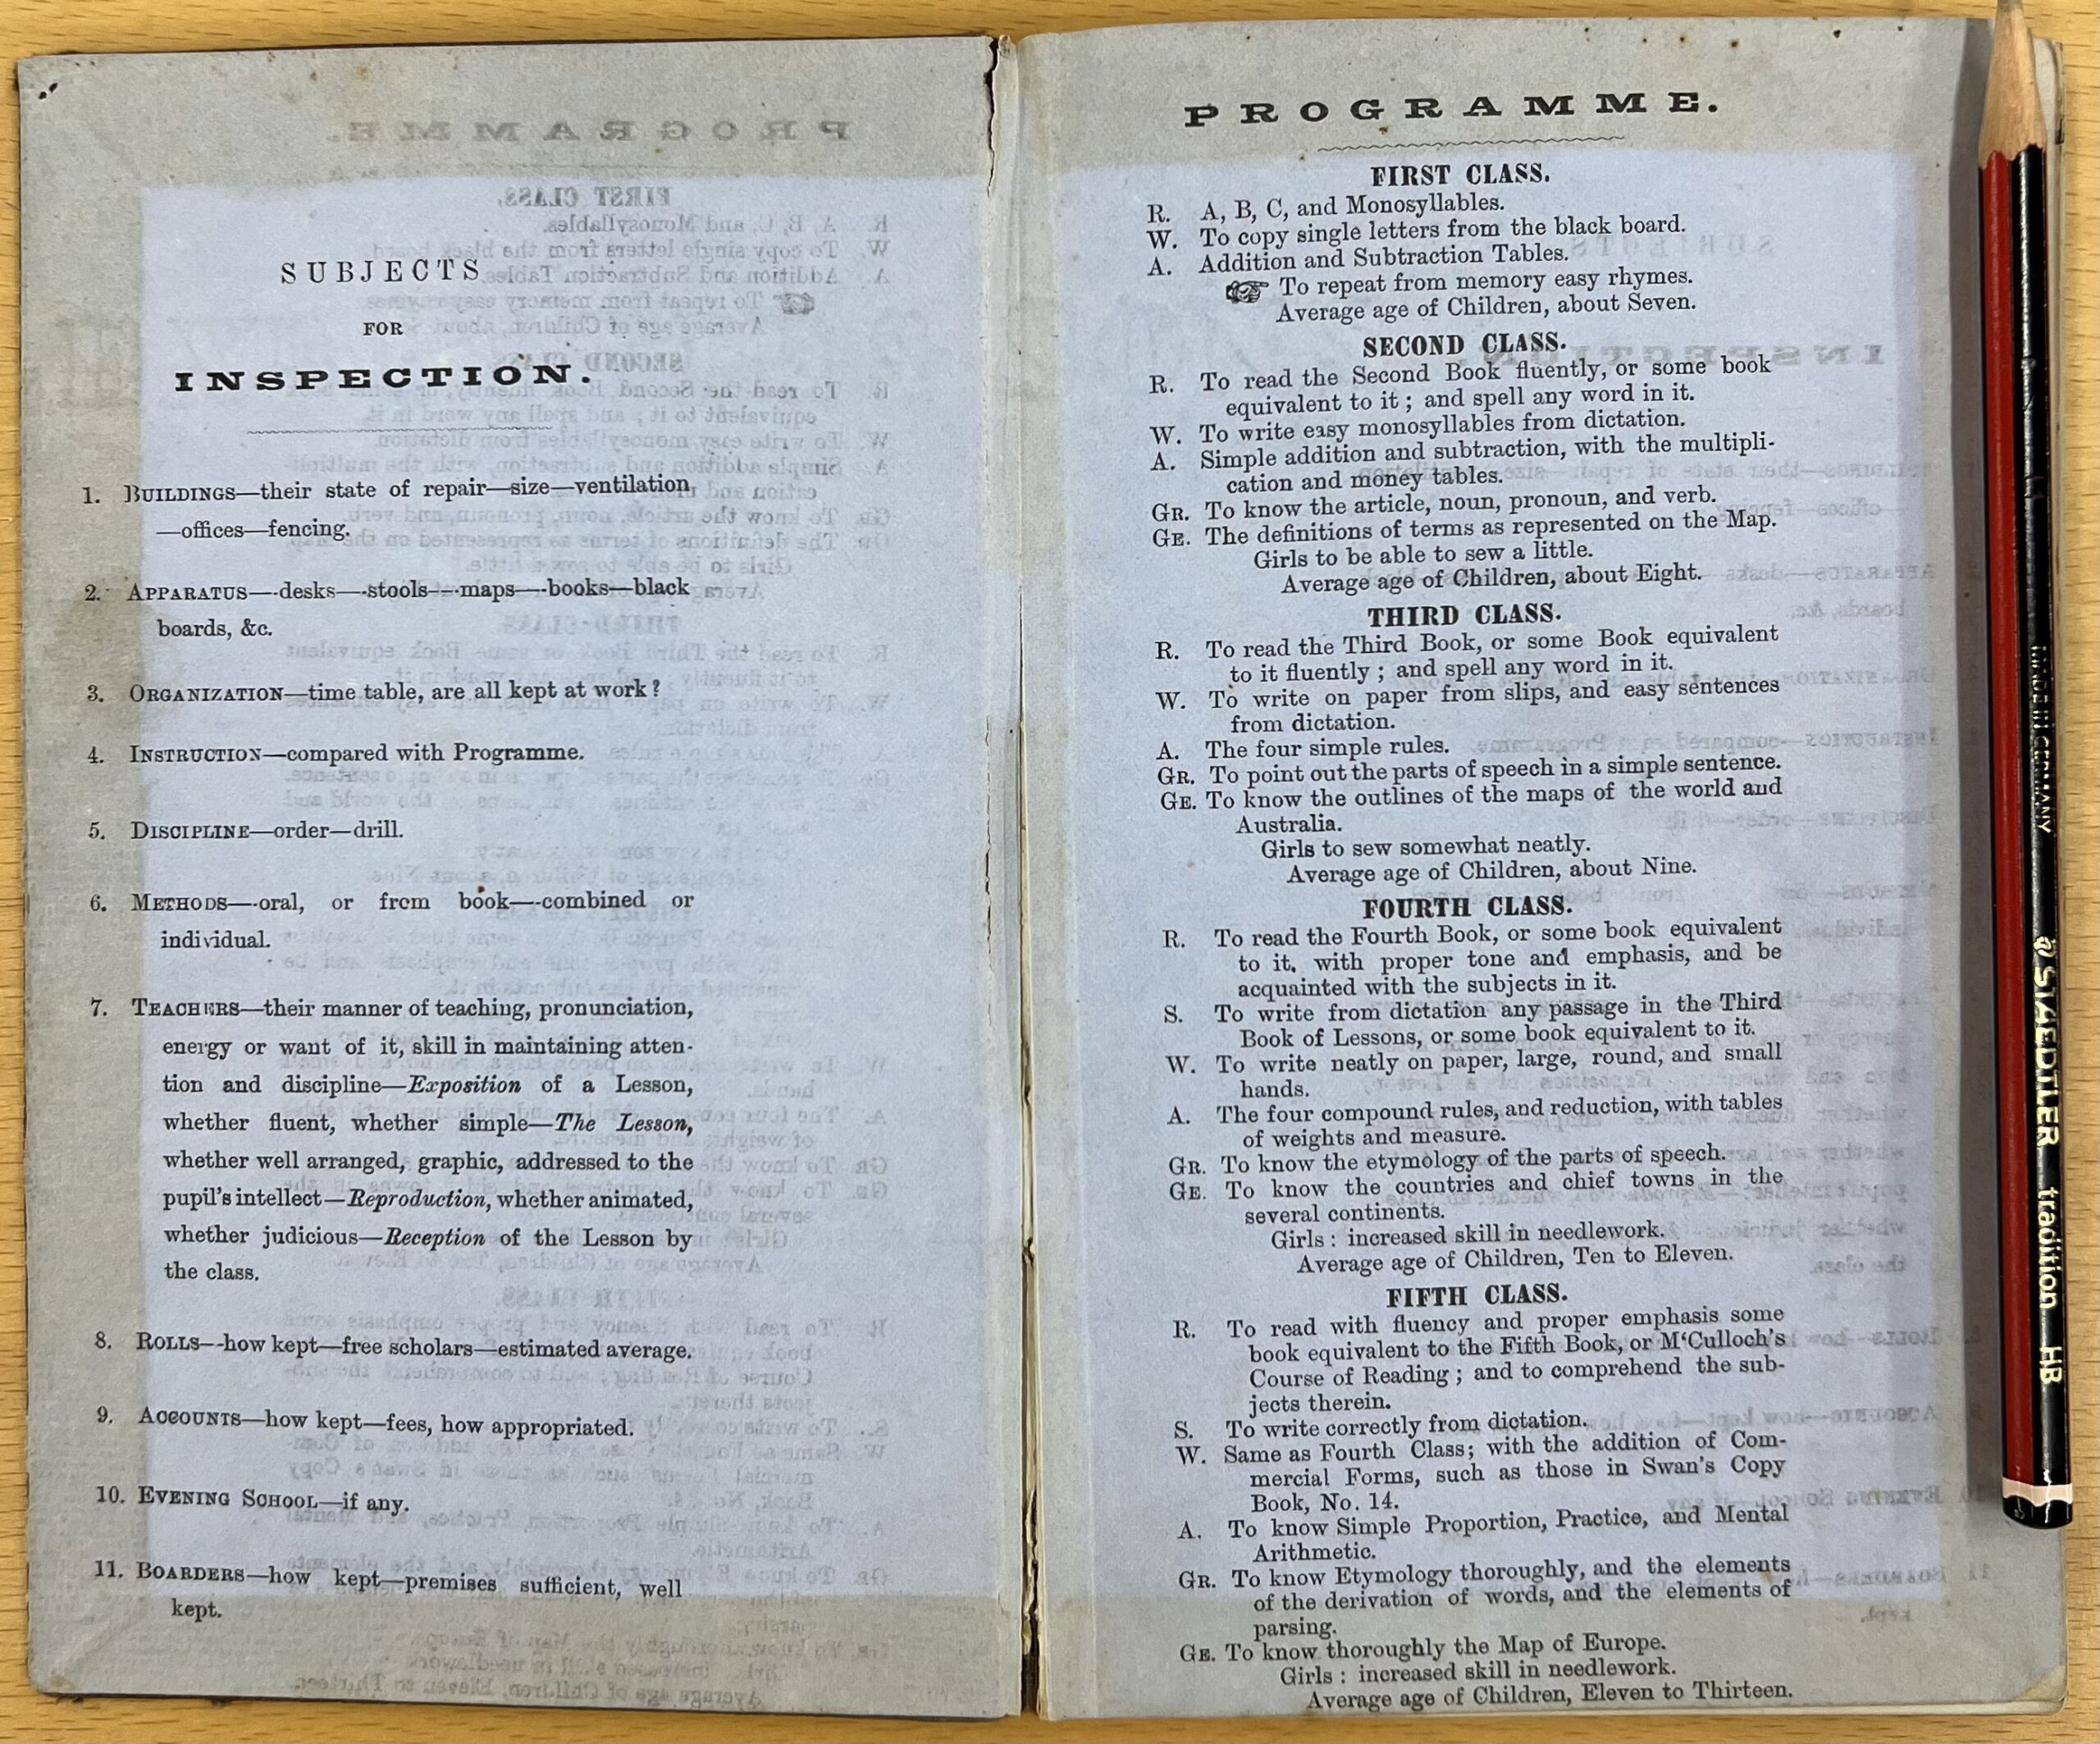 SUBJECTS
FOR
INSPECTION.
1. BUILDINGS—their state of repair—size—ventilation
—offices—fencing.
2. APPARATUS—desks—stools—maps—books—black
boards, &c.
3. ORGANIZATION—time table, are all kept at work?
4. INSTRUCTION—compared with Programme.
5. DISCIPLINE—order—drill.
6. METHODS—oral, or from book—combined or
individual.
7. TEACHERS—their manner of teaching, pronunciation,
energy or want of it, skill in maintaining atten-
tion and discipline—Exposition of a Lesson,
whether fluent, whether simple—The Lesson,
whether well arranged, graphic, addressed to the
pupil's intellect—Reproduction, whether animated,
whether judicious—Reception of the Lesson by
the class.
8. ROLLS—how kept—free scholars—estimated average.
9. ACCOUNTS—how kept—fees, how appropriated.
10. EVENING SCHOOL—if any.
11. BOARDERS—how kept—premises sufficient, well
kept.
PROGRAMME.
FIRST CLASS.
R. A, B, C, and Monosyllables.
W. To copy single letters from the black board.
A. Addition and Subtraction Tables.
☞ To repeat from memory easy rhymes.
Average age of Children, about Seven.
SECOND CLASS.
R. To read the Second Book fluently, or some book
equivalent to it; and spell any word in it.
W. To write easy monosyllables from dictation.
A. Simple addition and subtraction, with the multipli-
cation and money tables.
GR. To know the article, noun, pronoun, and verb.
GE. The definitions of terms as represented on the Map.
Girls to be able to sew a little.
Average age of Children, about Eight.
THIRD CLASS.
R. To read the Third Book, or some Book equivalent
to it fluently; and spell any word in it.
W. To write on paper from slips, and easy sentences
from dictation.
A. The four simple rules.
GR. To point out the parts of speech in a simple sentence.
GE. To know the outlines of the maps of the world and
Australia.
Girls to sew somewhat neatly.
Average age of Children, about Nine.
FOURTH CLASS.
R. To read the Fourth Book, or some book equivalent
to it, with proper tone and emphasis, and be
acquainted with the subjects in it.
S. To write from dictation any passage in the Third
Book of Lessons, or some book equivalent to it.
W. To write neatly on paper, large, round, and small
hands.
A. The four compound rules, and reduction, with tables
of weights and measure.
GR. To know the etymology of the parts of speech.
GE. To know the countries and chief towns in the
several continents.
Girls: increased skill in needlework.
Average age of Children, Ten to Eleven.
FIFTH CLASS.
R. To read with fluency and proper emphasis some
book equivalent to the Fifth Book, or M‘Culloch's
Course of Reading; and to comprehend the sub-
jects therein.
S. To write correctly from dictation.
W. Same as Fourth Class; with the addition of Com-
mercial Forms, such as those in Swan's Copy
Book, No. 14.
A. To know Simple Proportion, Practice, and Mental
Arithmetic.
GR. To know Etymology thoroughly, and the elements
of the derivation of words, and the elements of
parsing.
GE. To know thoroughly the Map of Europe.
Girls: increased skill in needlework.
Average age of Children, Eleven to Thirteen.
MADE IN GERMANY STAEDTLER tradition HB